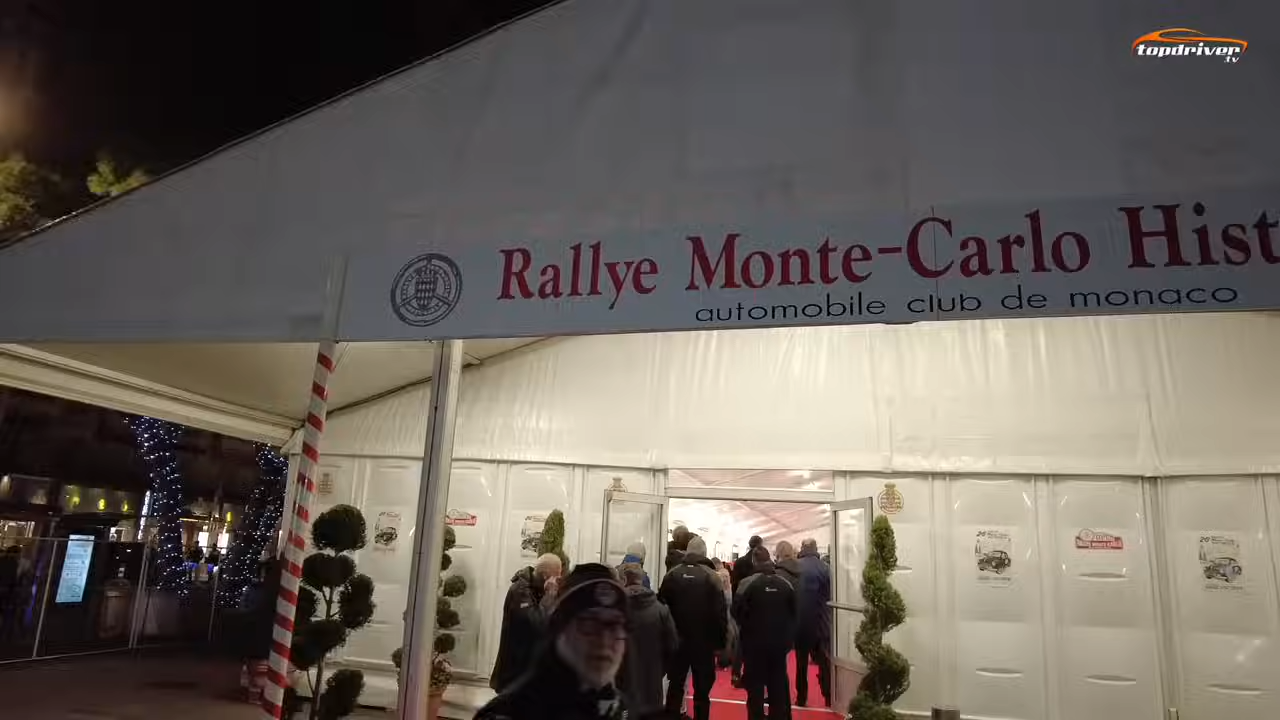 topdriver
.tv
Rallye Monte-Carlo Hist
automobile club de monaco